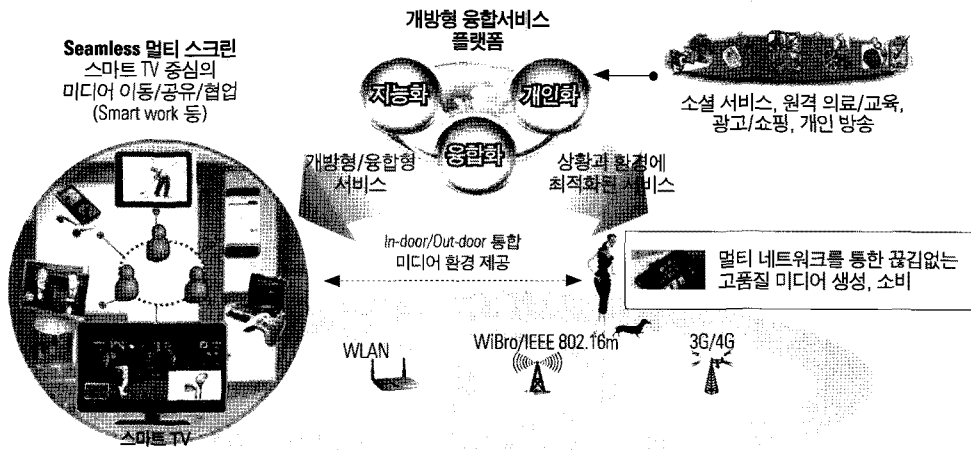 Seamless 멀티 스크린
스마트 TV 중심의
미디어 이동/공유/협업
(Smart work 등)
개방형 융합서비스
플랫폼
지능화
개인화
융합화
소셜 서비스, 원격 의료/교육,
광고/쇼핑, 개인 방송
개방형/융합형
서비스
상황과 환경에
최적화된 서비스
In-door/Out-door 통합
미디어 환경 제공
멀티 네트워크를 통한 끊김없는
고품질 미디어 생성, 소비
WLAN
WiBro/IEEE 802.16m
3G/4G
스마트 TV